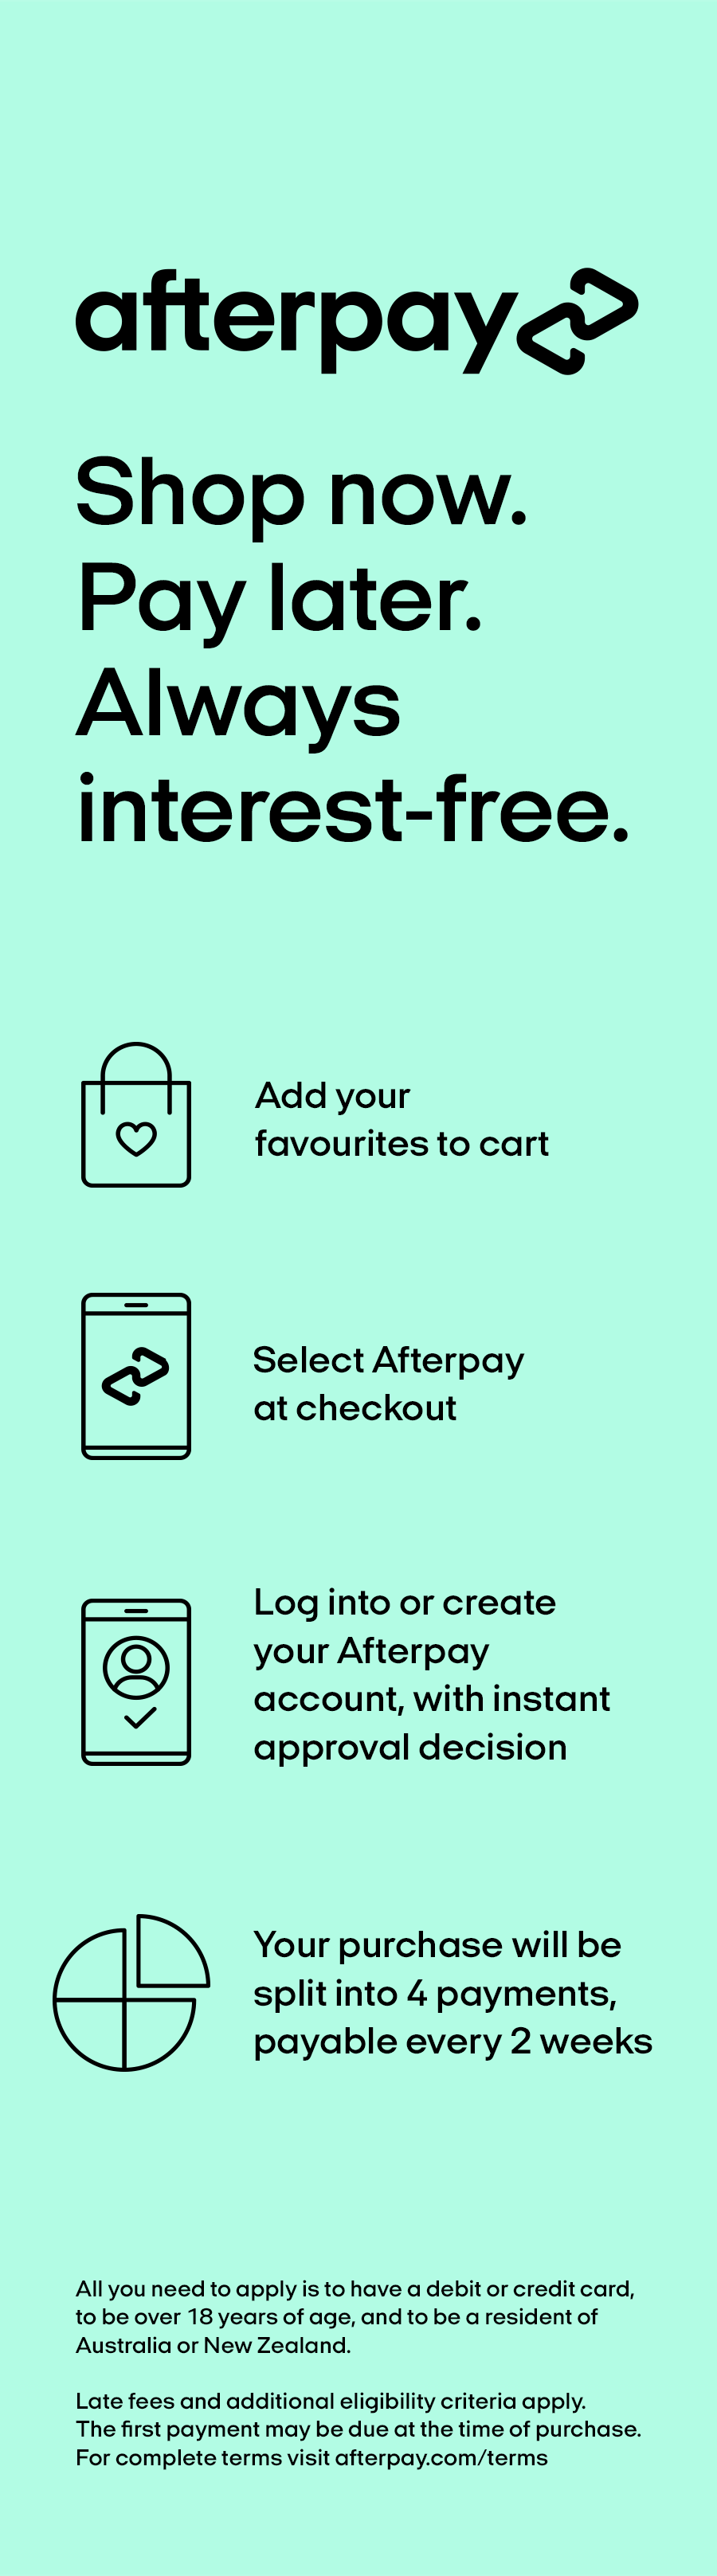 afterpay
Shop now.
Pay later.
Always
interest-free.
Add your
favourites to cart
Select Afterpay
at checkout
Log into or create
your Afterpay
account, with instant
approval decision
Your purchase will be
split into 4 payments,
payable every 2 weeks
All you need to apply is to have a debit or credit card,
to be over 18 years of age, and to be a resident of
Australia or New Zealand.
Late fees and additional eligibility criteria apply.
The first payment may be due at the time of purchase.
For complete terms visit afterpay.com/terms